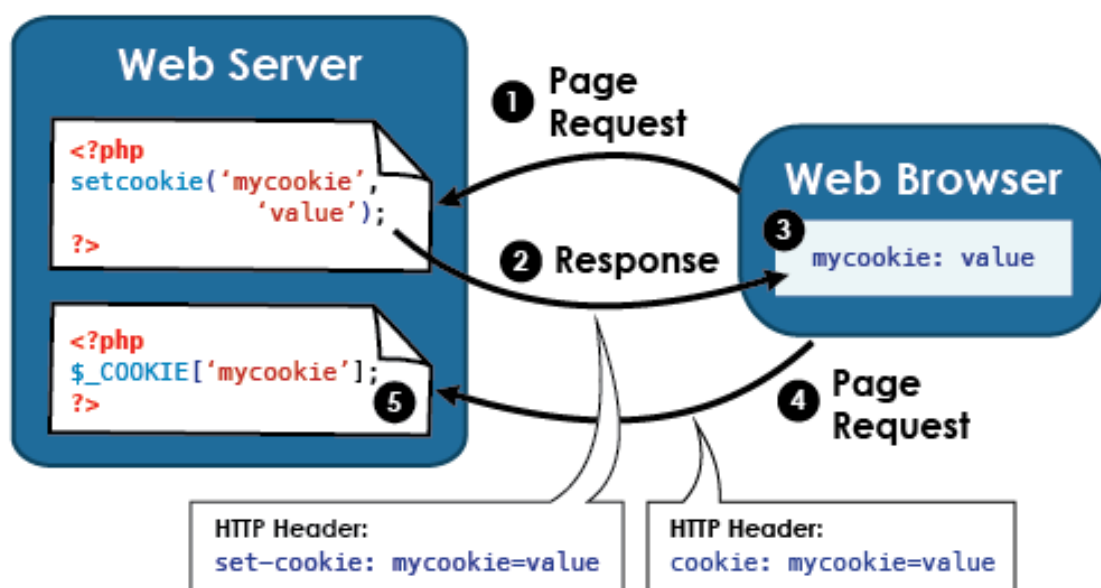 Web Server
<?php
setcookie(‘mycookie’,
‘value’);
?>
<?php
$_COOKIE[‘mycookie’];
?>
5
1 Page
Request
2 Response
Web Browser
3
mycookie: value
4 Page
Request
HTTP Header:
set-cookie: mycookie=value
HTTP Header:
cookie: mycookie=value